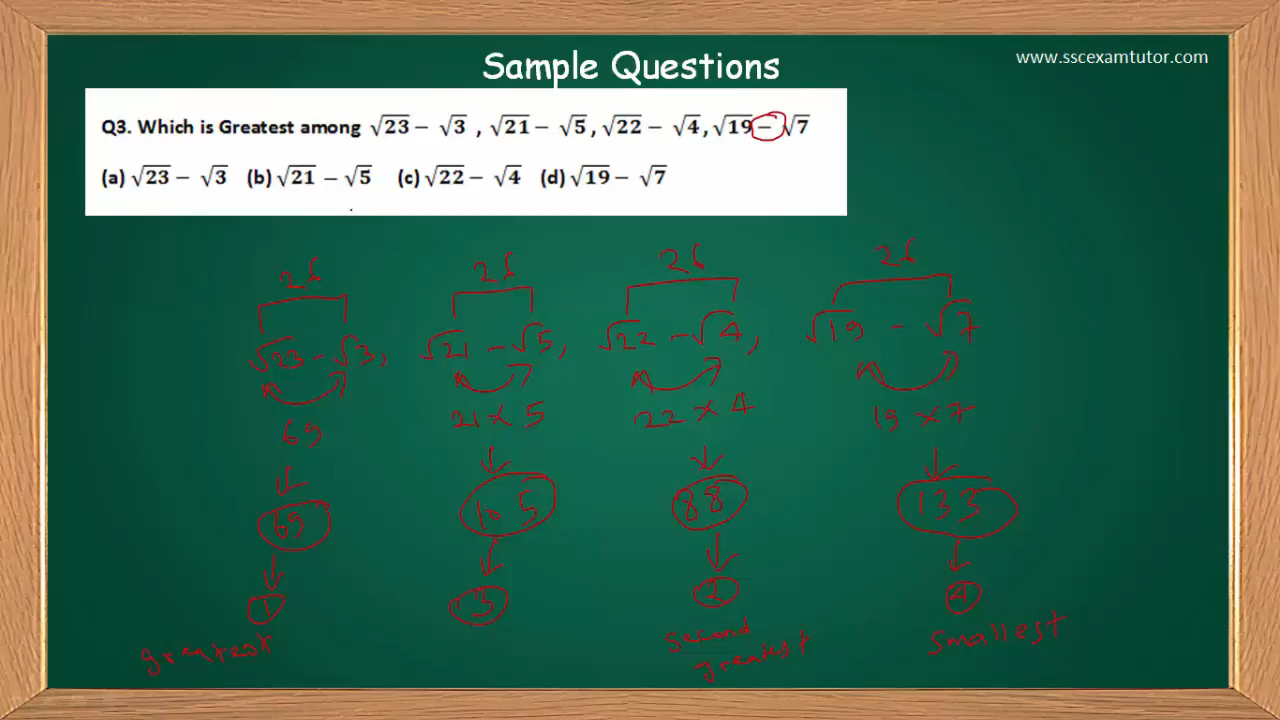 Sample Questions
www.sscexamtutor.com
Q3. Which is Greatest among √23 − √3 , √21 − √5, √22 − √4, √19 − √7
(a) √23 − √3 (b) √21 − √5 (c) √22 − √4 (d) √19 − √7
26 26 26 26
√23 − √3, √21 − √5, √22 − √4, √19 − √7
69 21 × 5 22 × 4 19 × 7
69 105 88 133
1 3 2 4
greatest second greatest smallest